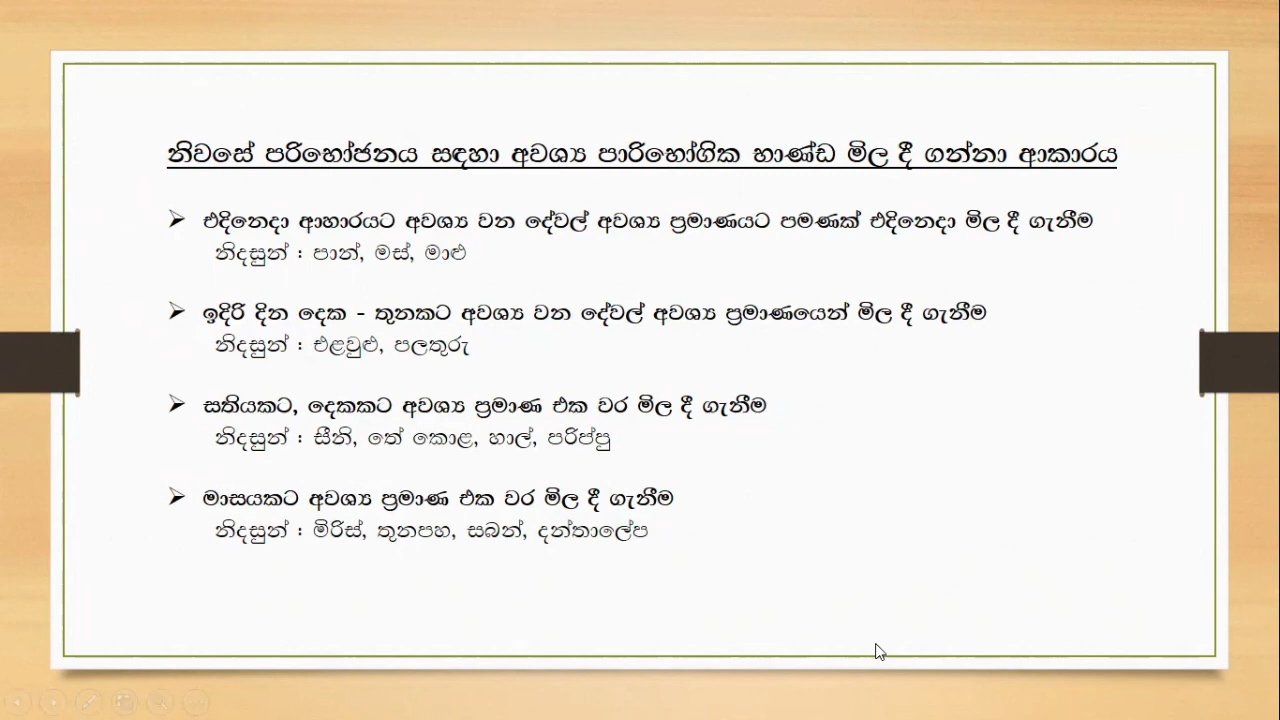 නිවසේ පරිභෝජනය සඳහා අවශ්‍ය පාරිභෝගික භාණ්ඩ මිල දී ගන්නා ආකාරය
➢ එදිනෙදා ආහාරයට අවශ්‍ය වන දේවල් අවශ්‍ය ප්‍රමාණයට පමණක් එදිනෙදා මිල දී ගැනීම
නිදසුන් : පාන්, මස්, මාළු
➢ ඉදිරි දින දෙක - තුනකට අවශ්‍ය වන දේවල් අවශ්‍ය ප්‍රමාණයෙන් මිල දී ගැනීම
නිදසුන් : එළවුළු, පලතුරු
➢ සතියකට, දෙකකට අවශ්‍ය ප්‍රමාණ එක වර මිල දී ගැනීම
නිදසුන් : සීනි, තේ කොළ, හාල්, පරිප්පු
➢ මාසයකට අවශ්‍ය ප්‍රමාණ එක වර මිල දී ගැනීම
නිදසුන් : මිරිස්, තුනපහ, සබන්, දන්තාලේප